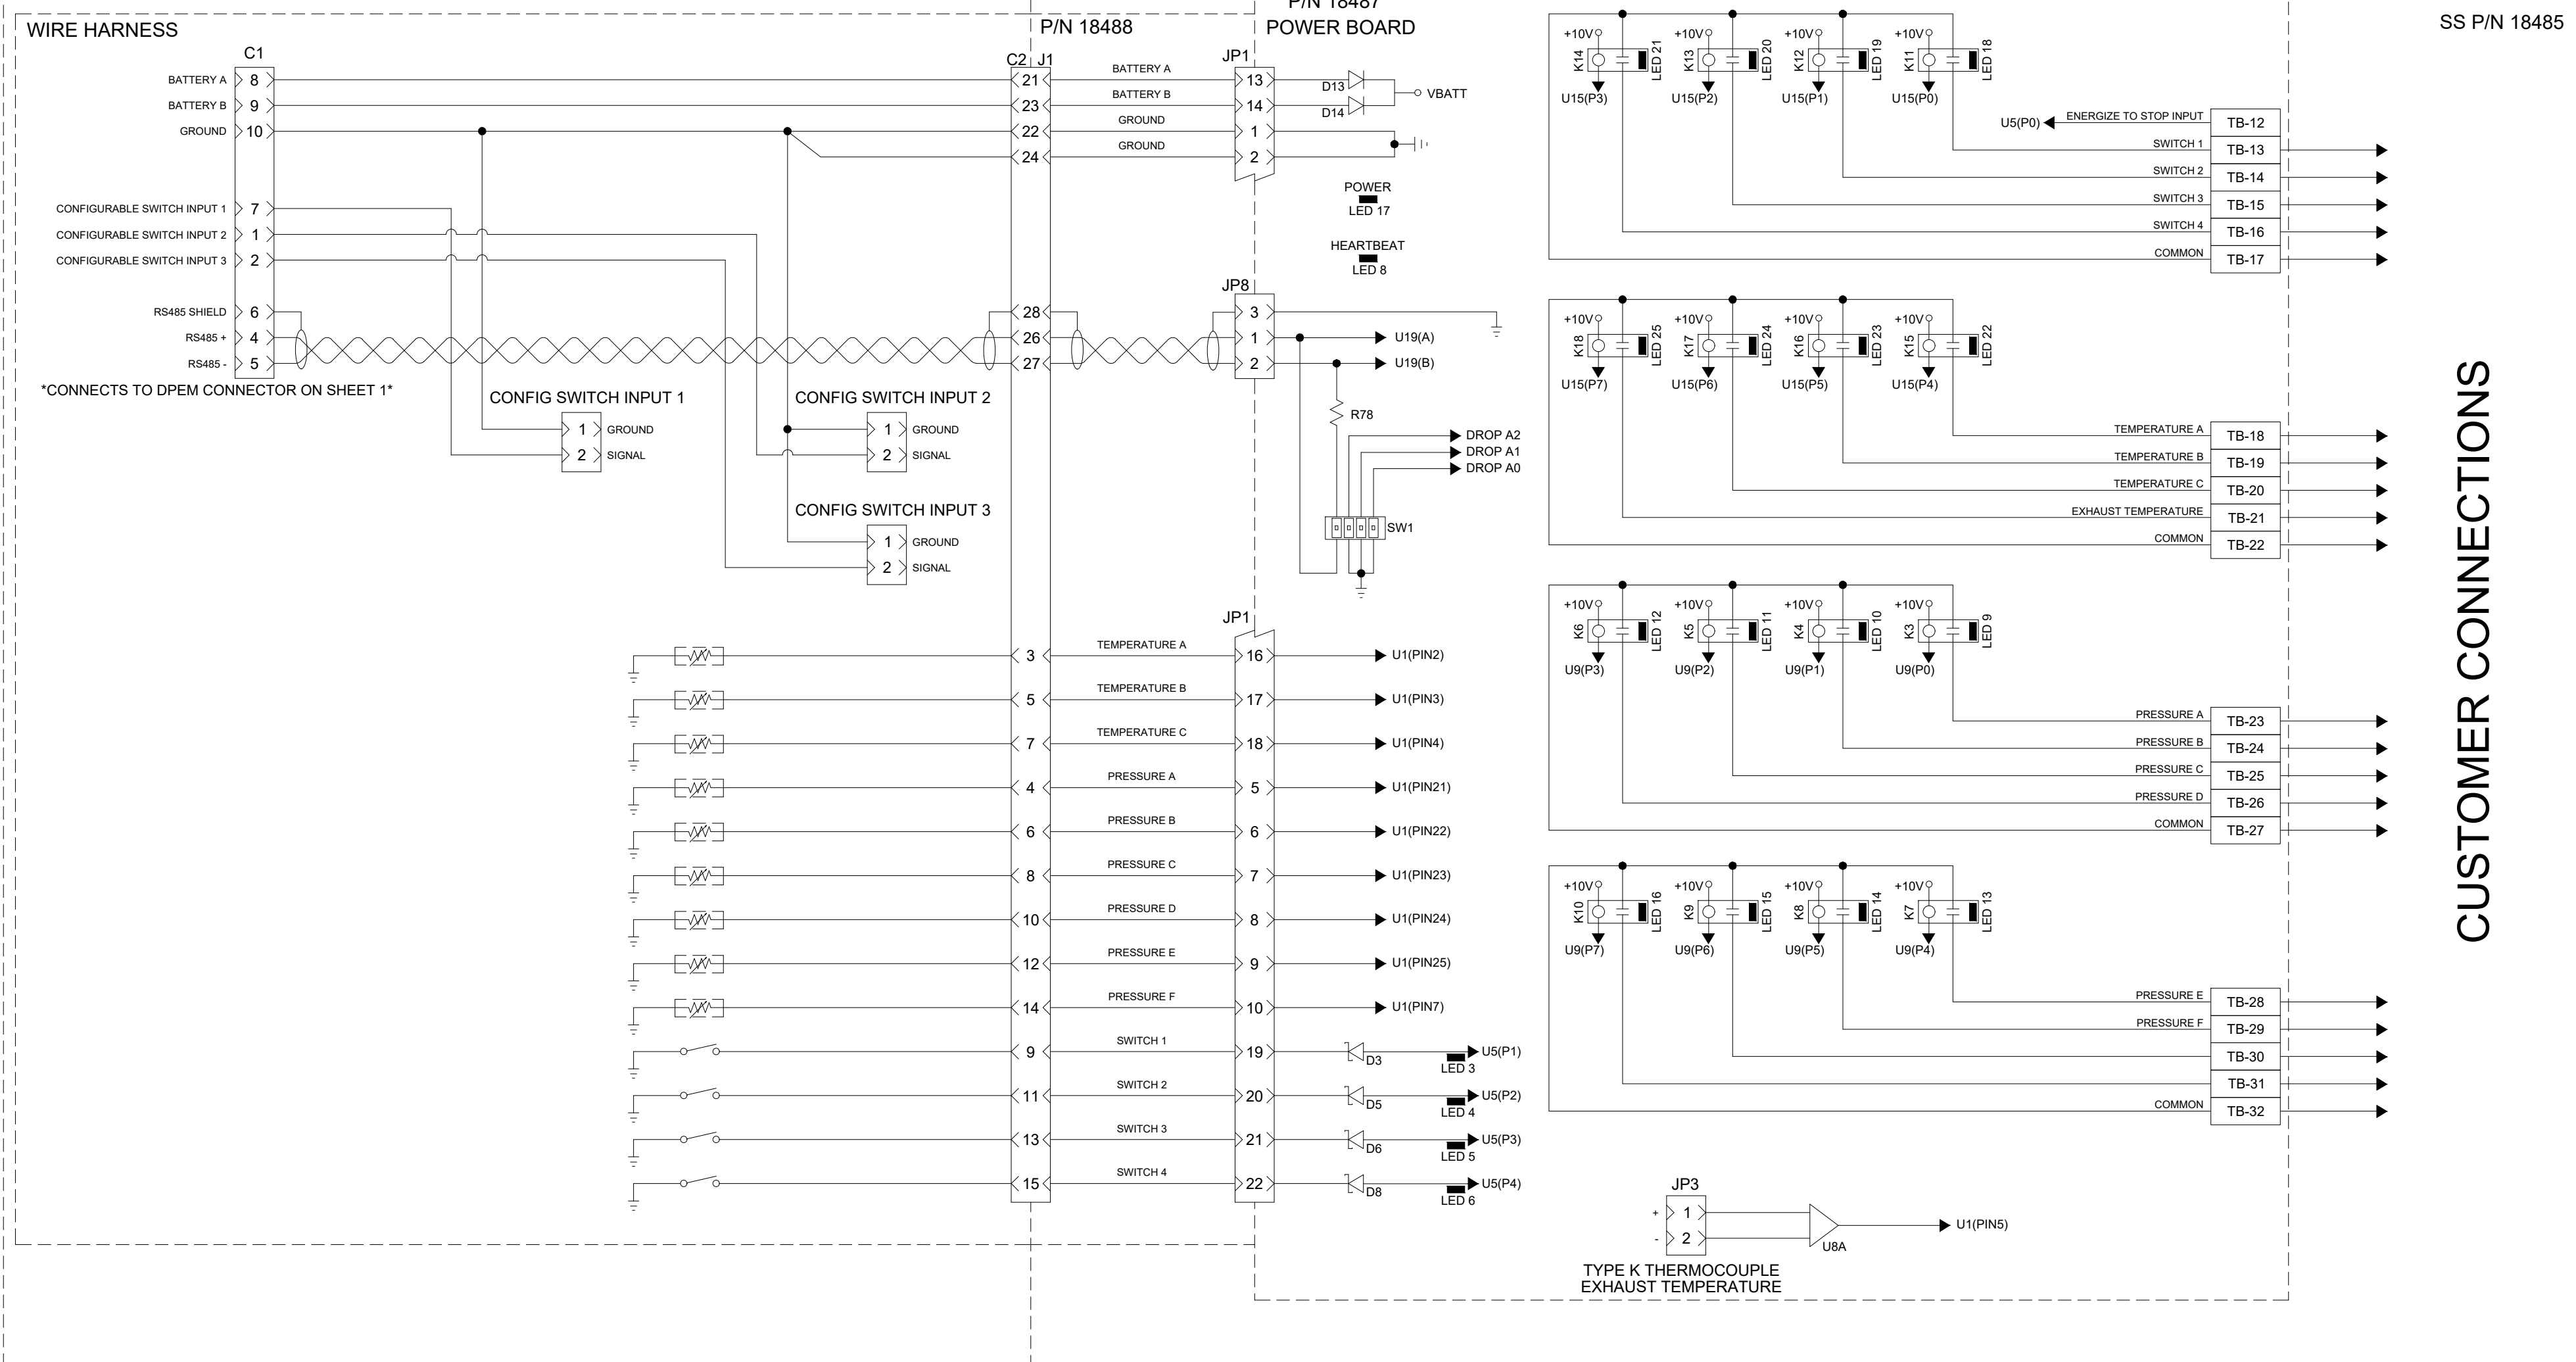 WIRE HARNESS
P/N 18488
P/N 18487
POWER BOARD
SS P/N 18485
C1
BATTERY A 8
BATTERY B 9
GROUND 10
CONFIGURABLE SWITCH INPUT 1 7
CONFIGURABLE SWITCH INPUT 2 1
CONFIGURABLE SWITCH INPUT 3 2
RS485 SHIELD 6
RS485 + 4
RS485 - 5
*CONNECTS TO DPEM CONNECTOR ON SHEET 1*
CONFIG SWITCH INPUT 1
1 GROUND
2 SIGNAL
CONFIG SWITCH INPUT 2
1 GROUND
2 SIGNAL
CONFIG SWITCH INPUT 3
1 GROUND
2 SIGNAL
C2 J1
JP1
21 BATTERY A 13 D13
23 BATTERY B 14 D14
VBATT
22 GROUND 1
24 GROUND 2
POWER
LED 17
HEARTBEAT
LED 8
JP8
28 3
26 1 U19(A)
27 2 U19(B)
R78
DROP A2
DROP A1
DROP A0
SW1
JP1
3 TEMPERATURE A 16 U1(PIN2)
5 TEMPERATURE B 17 U1(PIN3)
7 TEMPERATURE C 18 U1(PIN4)
4 PRESSURE A 5 U1(PIN21)
6 PRESSURE B 6 U1(PIN22)
8 PRESSURE C 7 U1(PIN23)
10 PRESSURE D 8 U1(PIN24)
12 PRESSURE E 9 U1(PIN25)
14 PRESSURE F 10 U1(PIN7)
9 SWITCH 1 19 D3 LED 3 U5(P1)
11 SWITCH 2 20 D5 LED 4 U5(P2)
13 SWITCH 3 21 D6 LED 5 U5(P3)
15 SWITCH 4 22 D8 LED 6 U5(P4)
+10V +10V +10V +10V
K14 LED 21 K13 LED 20 K12 LED 19 K11 LED 18
U15(P3) U15(P2) U15(P1) U15(P0)
U5(P0) ENERGIZE TO STOP INPUT TB-12
SWITCH 1 TB-13
SWITCH 2 TB-14
SWITCH 3 TB-15
SWITCH 4 TB-16
COMMON TB-17
+10V +10V +10V +10V
K18 LED 25 K17 LED 24 K16 LED 23 K15 LED 22
U15(P7) U15(P6) U15(P5) U15(P4)
TEMPERATURE A TB-18
TEMPERATURE B TB-19
TEMPERATURE C TB-20
EXHAUST TEMPERATURE TB-21
COMMON TB-22
+10V +10V +10V +10V
K6 LED 12 K5 LED 11 K4 LED 10 K3 LED 9
U9(P3) U9(P2) U9(P1) U9(P0)
PRESSURE A TB-23
PRESSURE B TB-24
PRESSURE C TB-25
PRESSURE D TB-26
COMMON TB-27
+10V +10V +10V +10V
K10 LED 16 K9 LED 15 K8 LED 14 K7 LED 13
U9(P7) U9(P6) U9(P5) U9(P4)
PRESSURE E TB-28
PRESSURE F TB-29
TB-30
TB-31
COMMON TB-32
JP3
+ 1
- 2
U8A
U1(PIN5)
TYPE K THERMOCOUPLE
EXHAUST TEMPERATURE
CUSTOMER CONNECTIONS